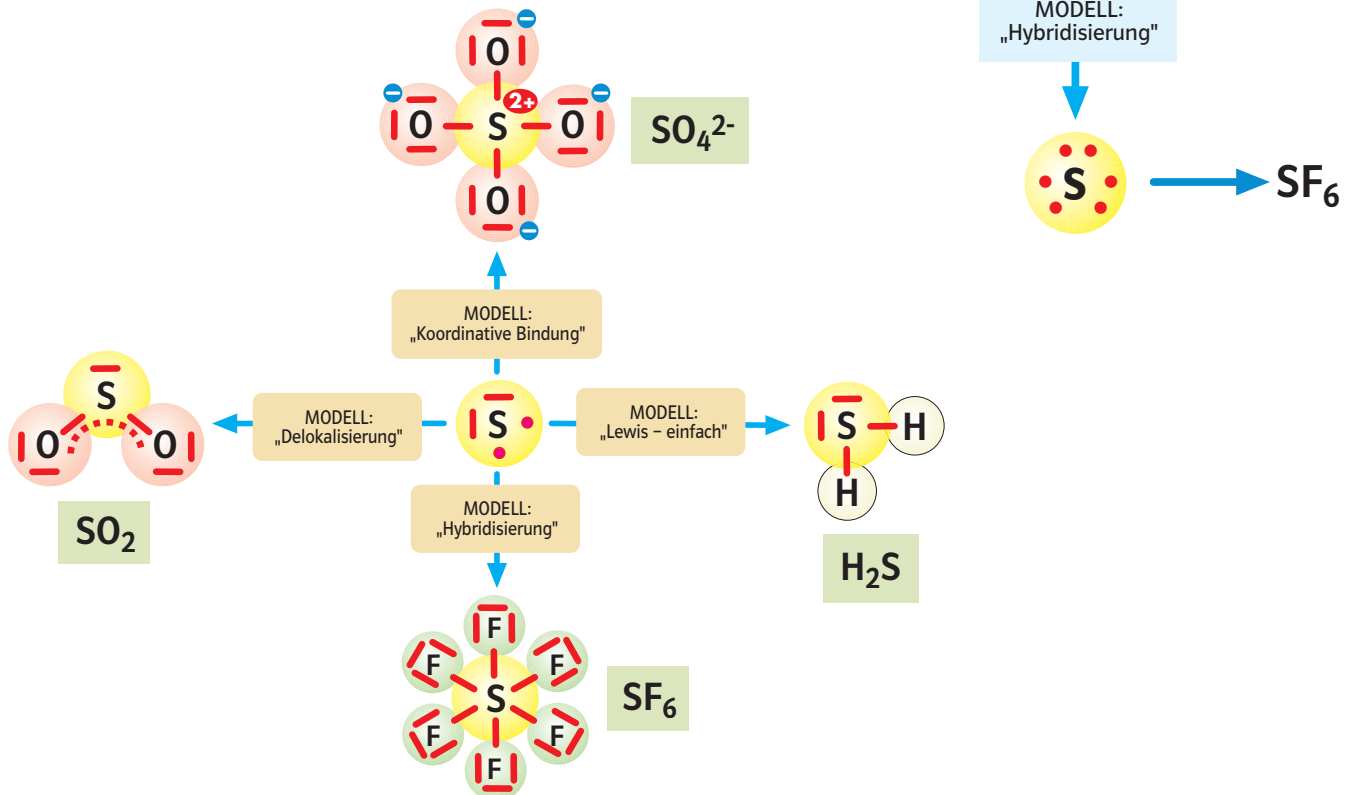 MODELL:
„Hybridisierung"
S
SF₆
O
O
2+
S
O
O
SO₄²⁻
MODELL:
„Koordinative Bindung"
S
O
O
SO₂
MODELL:
„Delokalisierung"
S
MODELL:
„Lewis – einfach"
S
H
H
H₂S
MODELL:
„Hybridisierung"
F
F
F
S
F
F
F
SF₆